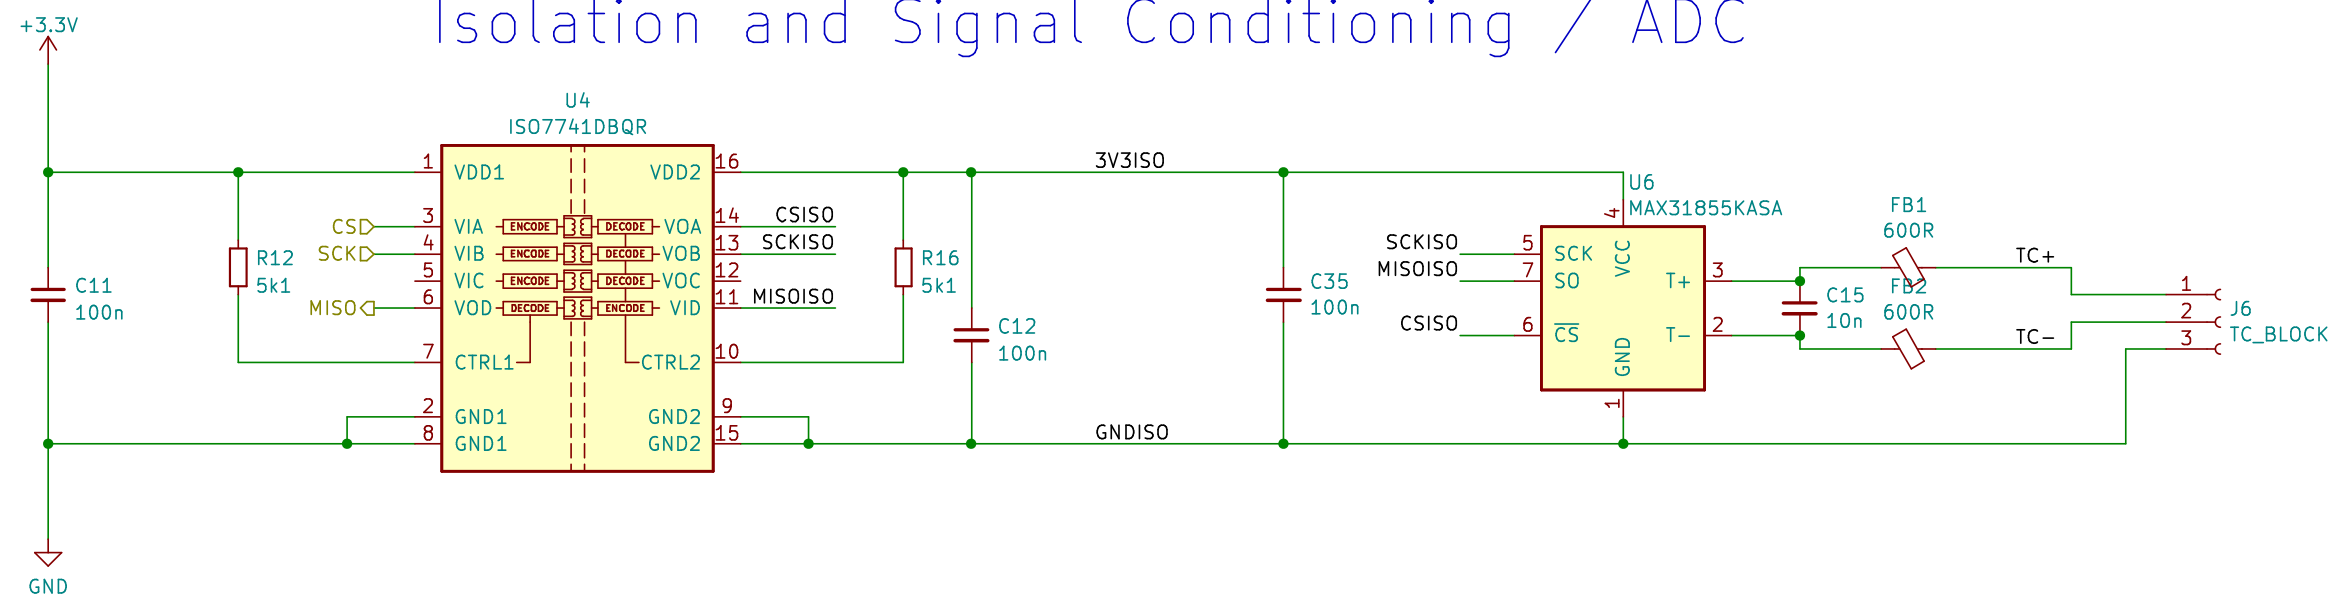 Isolation and Signal Conditioning / ADC
+3.3V
C11
100n
GND
R12
5k1
CS
SCK
MISO
U4
ISO7741DBQR
1 VDD1 VDD2 16
3 VIA ENCODE DECODE VOA 14
4 VIB ENCODE DECODE VOB 13
5 VIC ENCODE DECODE VOC 12
6 VOD DECODE ENCODE VID 11
7 CTRL1 CTRL2 10
2 GND1 GND2 9
8 GND1 GND2 15
CSISO
SCKISO
MISOISO
R16
5k1
C12
100n
3V3ISO
GNDISO
C35
100n
SCKISO
MISOISO
CSISO
U6
MAX31855KASA
4
VCC
5 SCK
7 SO
6 CS
T+ 3
T- 2
GND
1
C15
10n
FB1
600R
FB2
600R
TC+
TC-
1
2
3
J6
TC_BLOCK